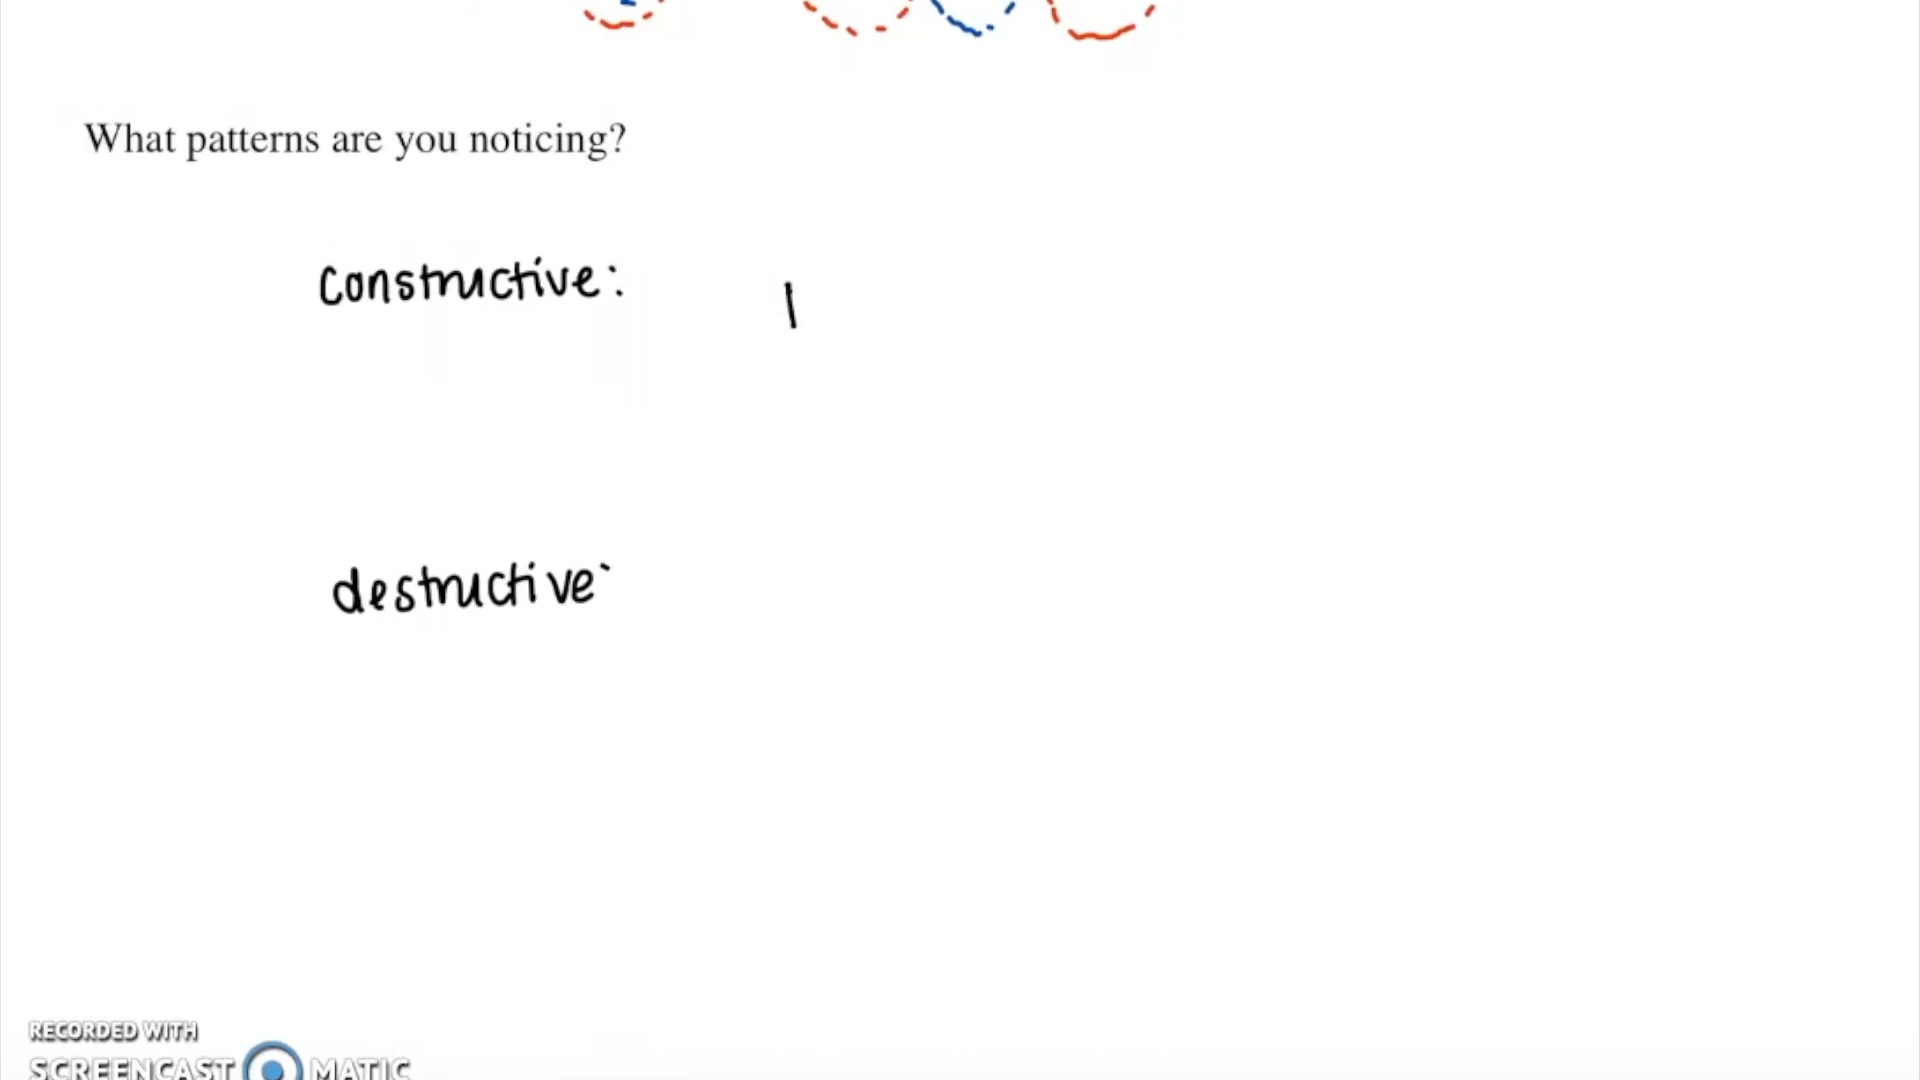 What patterns are you noticing?
constructive:
destructive:
RECORDED WITH
SCREENCAST MATIC